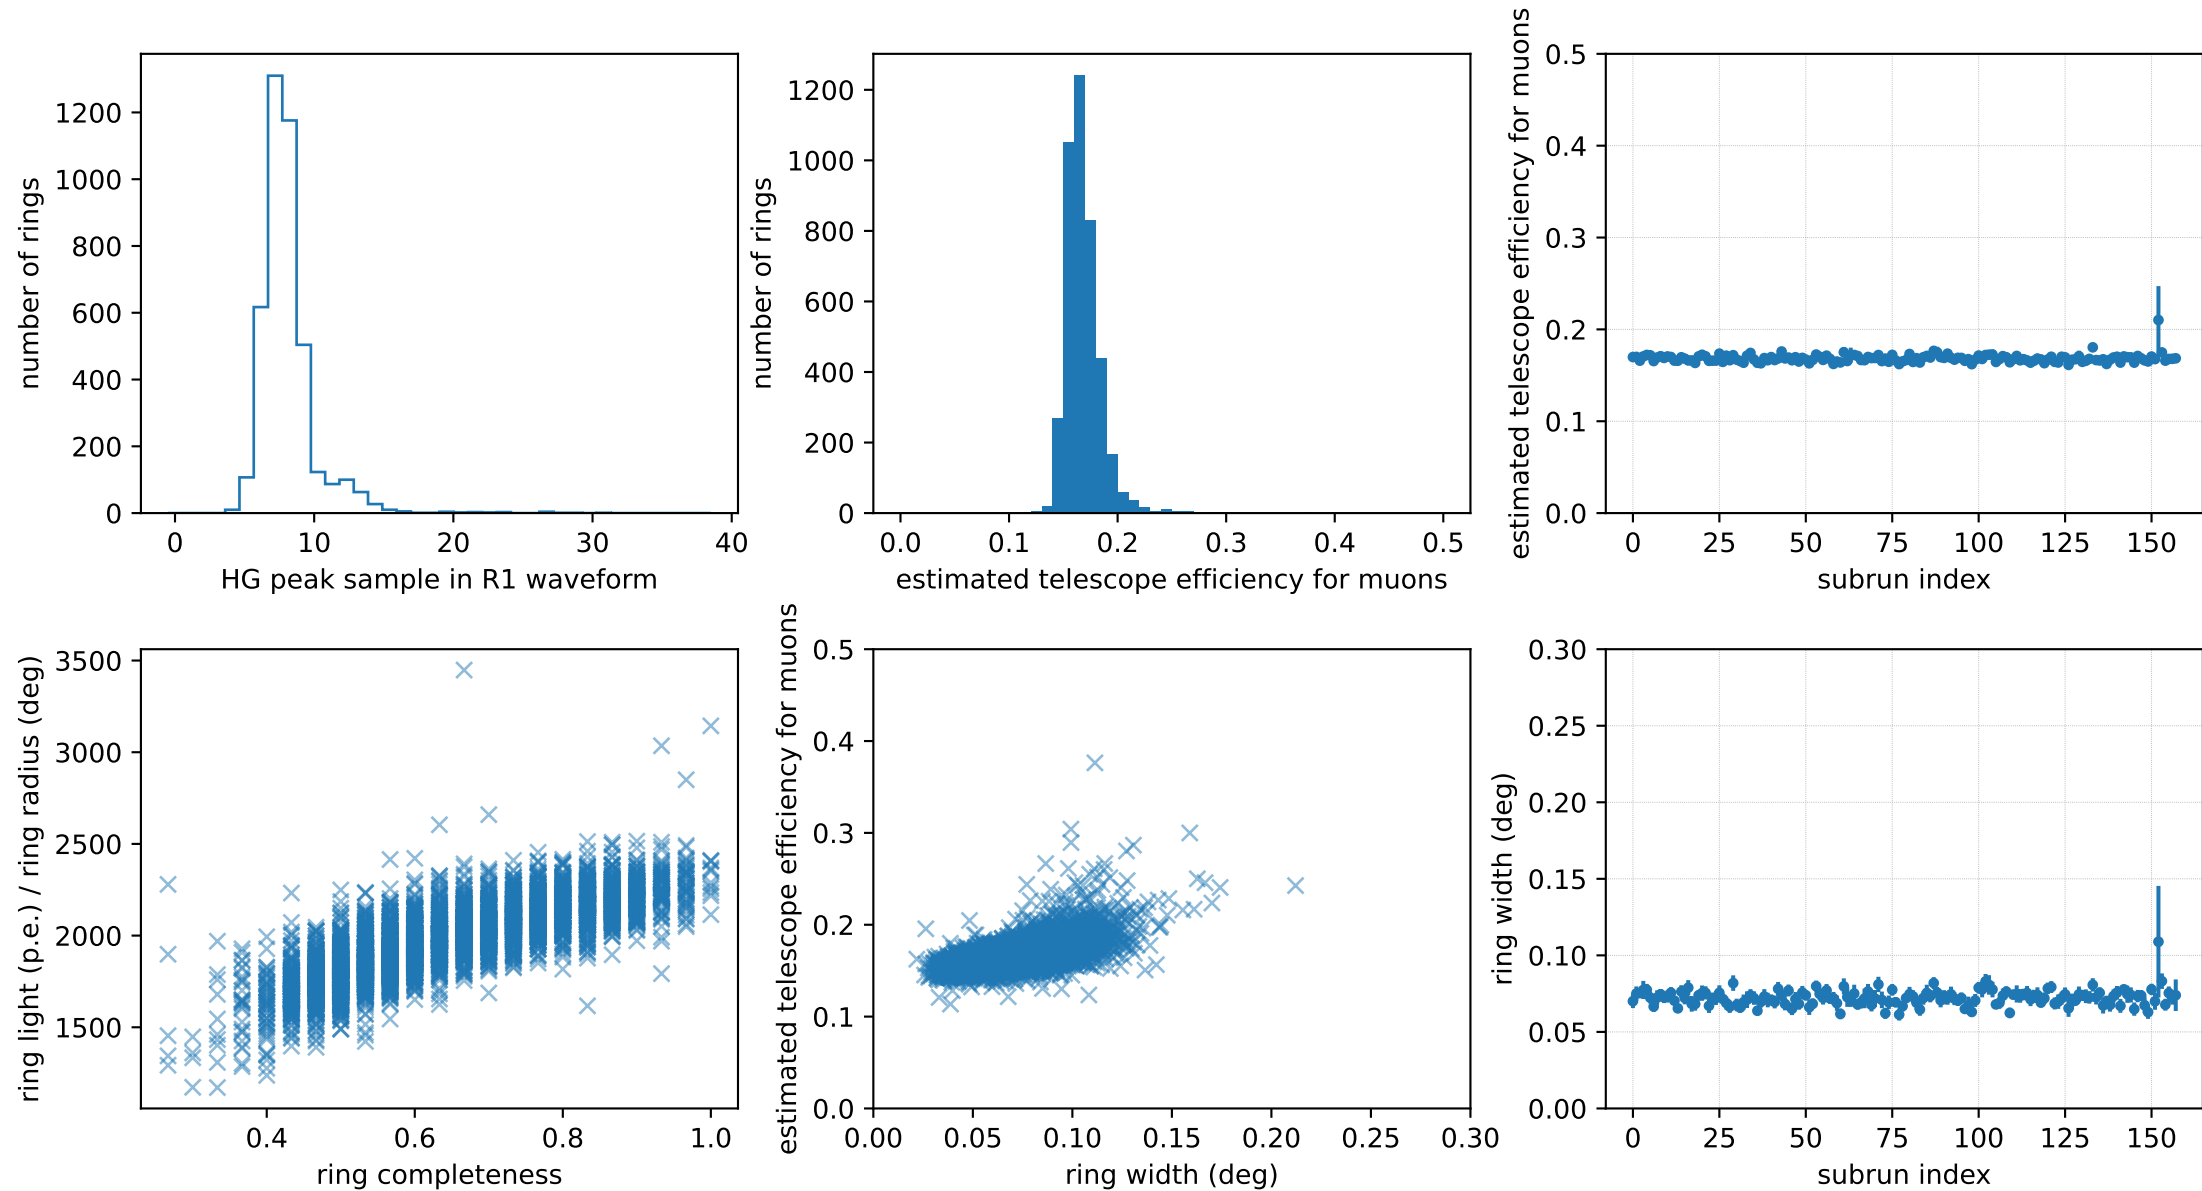 number of rings
1200
1000
800
600
400
200
0
0 10 20 30 40
HG peak sample in R1 waveform
number of rings
1200
1000
800
600
400
200
0
0.0 0.1 0.2 0.3 0.4 0.5
estimated telescope efficiency for muons
estimated telescope efficiency for muons
0.5
0.4
0.3
0.2
0.1
0.0
0 25 50 75 100 125 150
subrun index
ring light (p.e.) / ring radius (deg)
3500
3000
2500
2000
1500
0.4 0.6 0.8 1.0
ring completeness
estimated telescope efficiency for muons
0.5
0.4
0.3
0.2
0.1
0.0
0.00 0.05 0.10 0.15 0.20 0.25 0.30
ring width (deg)
ring width (deg)
0.30
0.25
0.20
0.15
0.10
0.05
0.00
0 25 50 75 100 125 150
subrun index